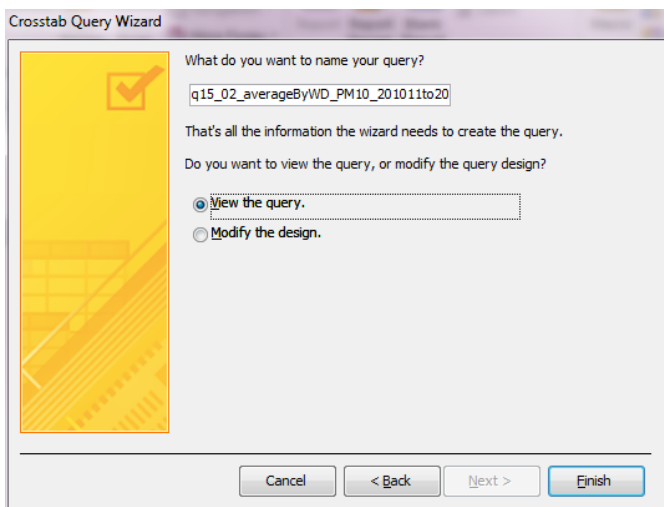 Crosstab Query Wizard
What do you want to name your query?
q15_02_averageByWD_PM10_201011to20
That's all the information the wizard needs to create the query.
Do you want to view the query, or modify the query design?
View the query.
Modify the design.
Cancel
< Back
Next >
Finish